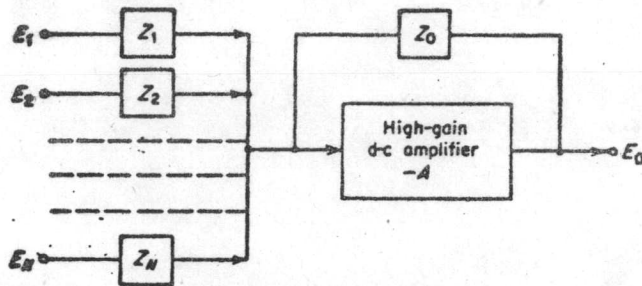 E1
Z1
Z0
E2
Z2
High-gain
d-c amplifier
-A
E0
EN
ZN